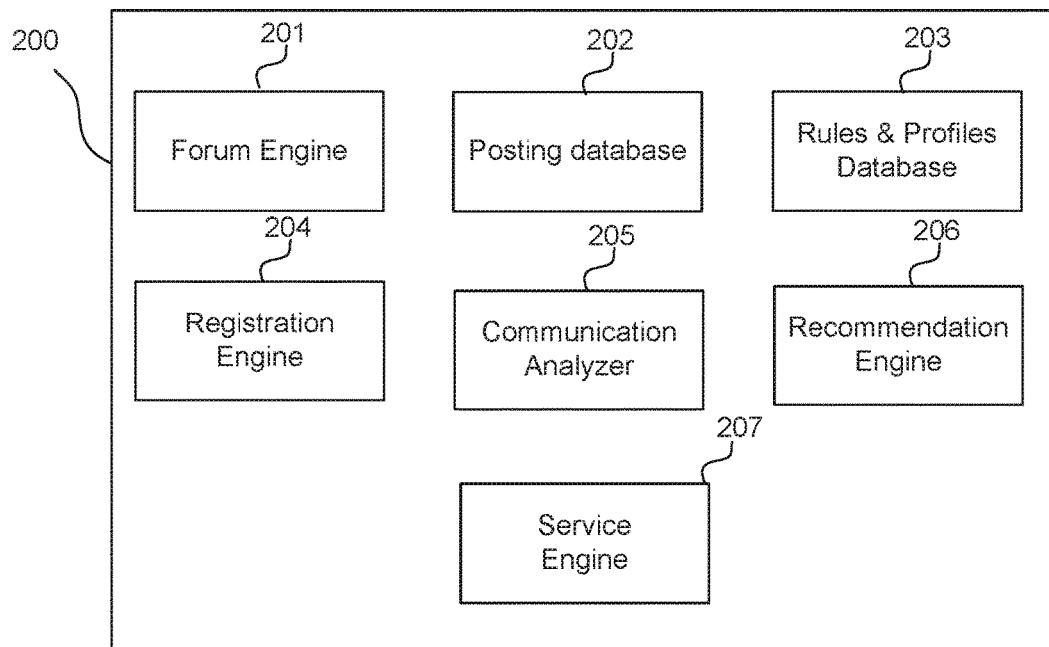 200
201
202
203
Forum Engine
Posting database
Rules & Profiles
Database
204
205
206
Registration
Engine
Communication
Analyzer
Recommendation
Engine
207
Service
Engine